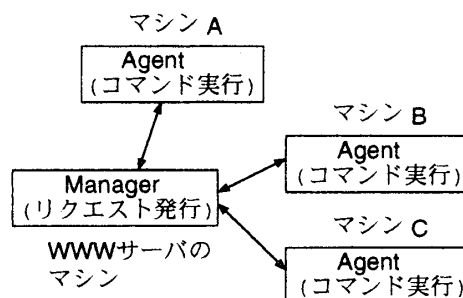 マシン A
Agent
(コマンド実行)
マシン B
Agent
(コマンド実行)
Manager
(リクエスト発行)
WWWサーバの
マシン
マシン C
Agent
(コマンド実行)